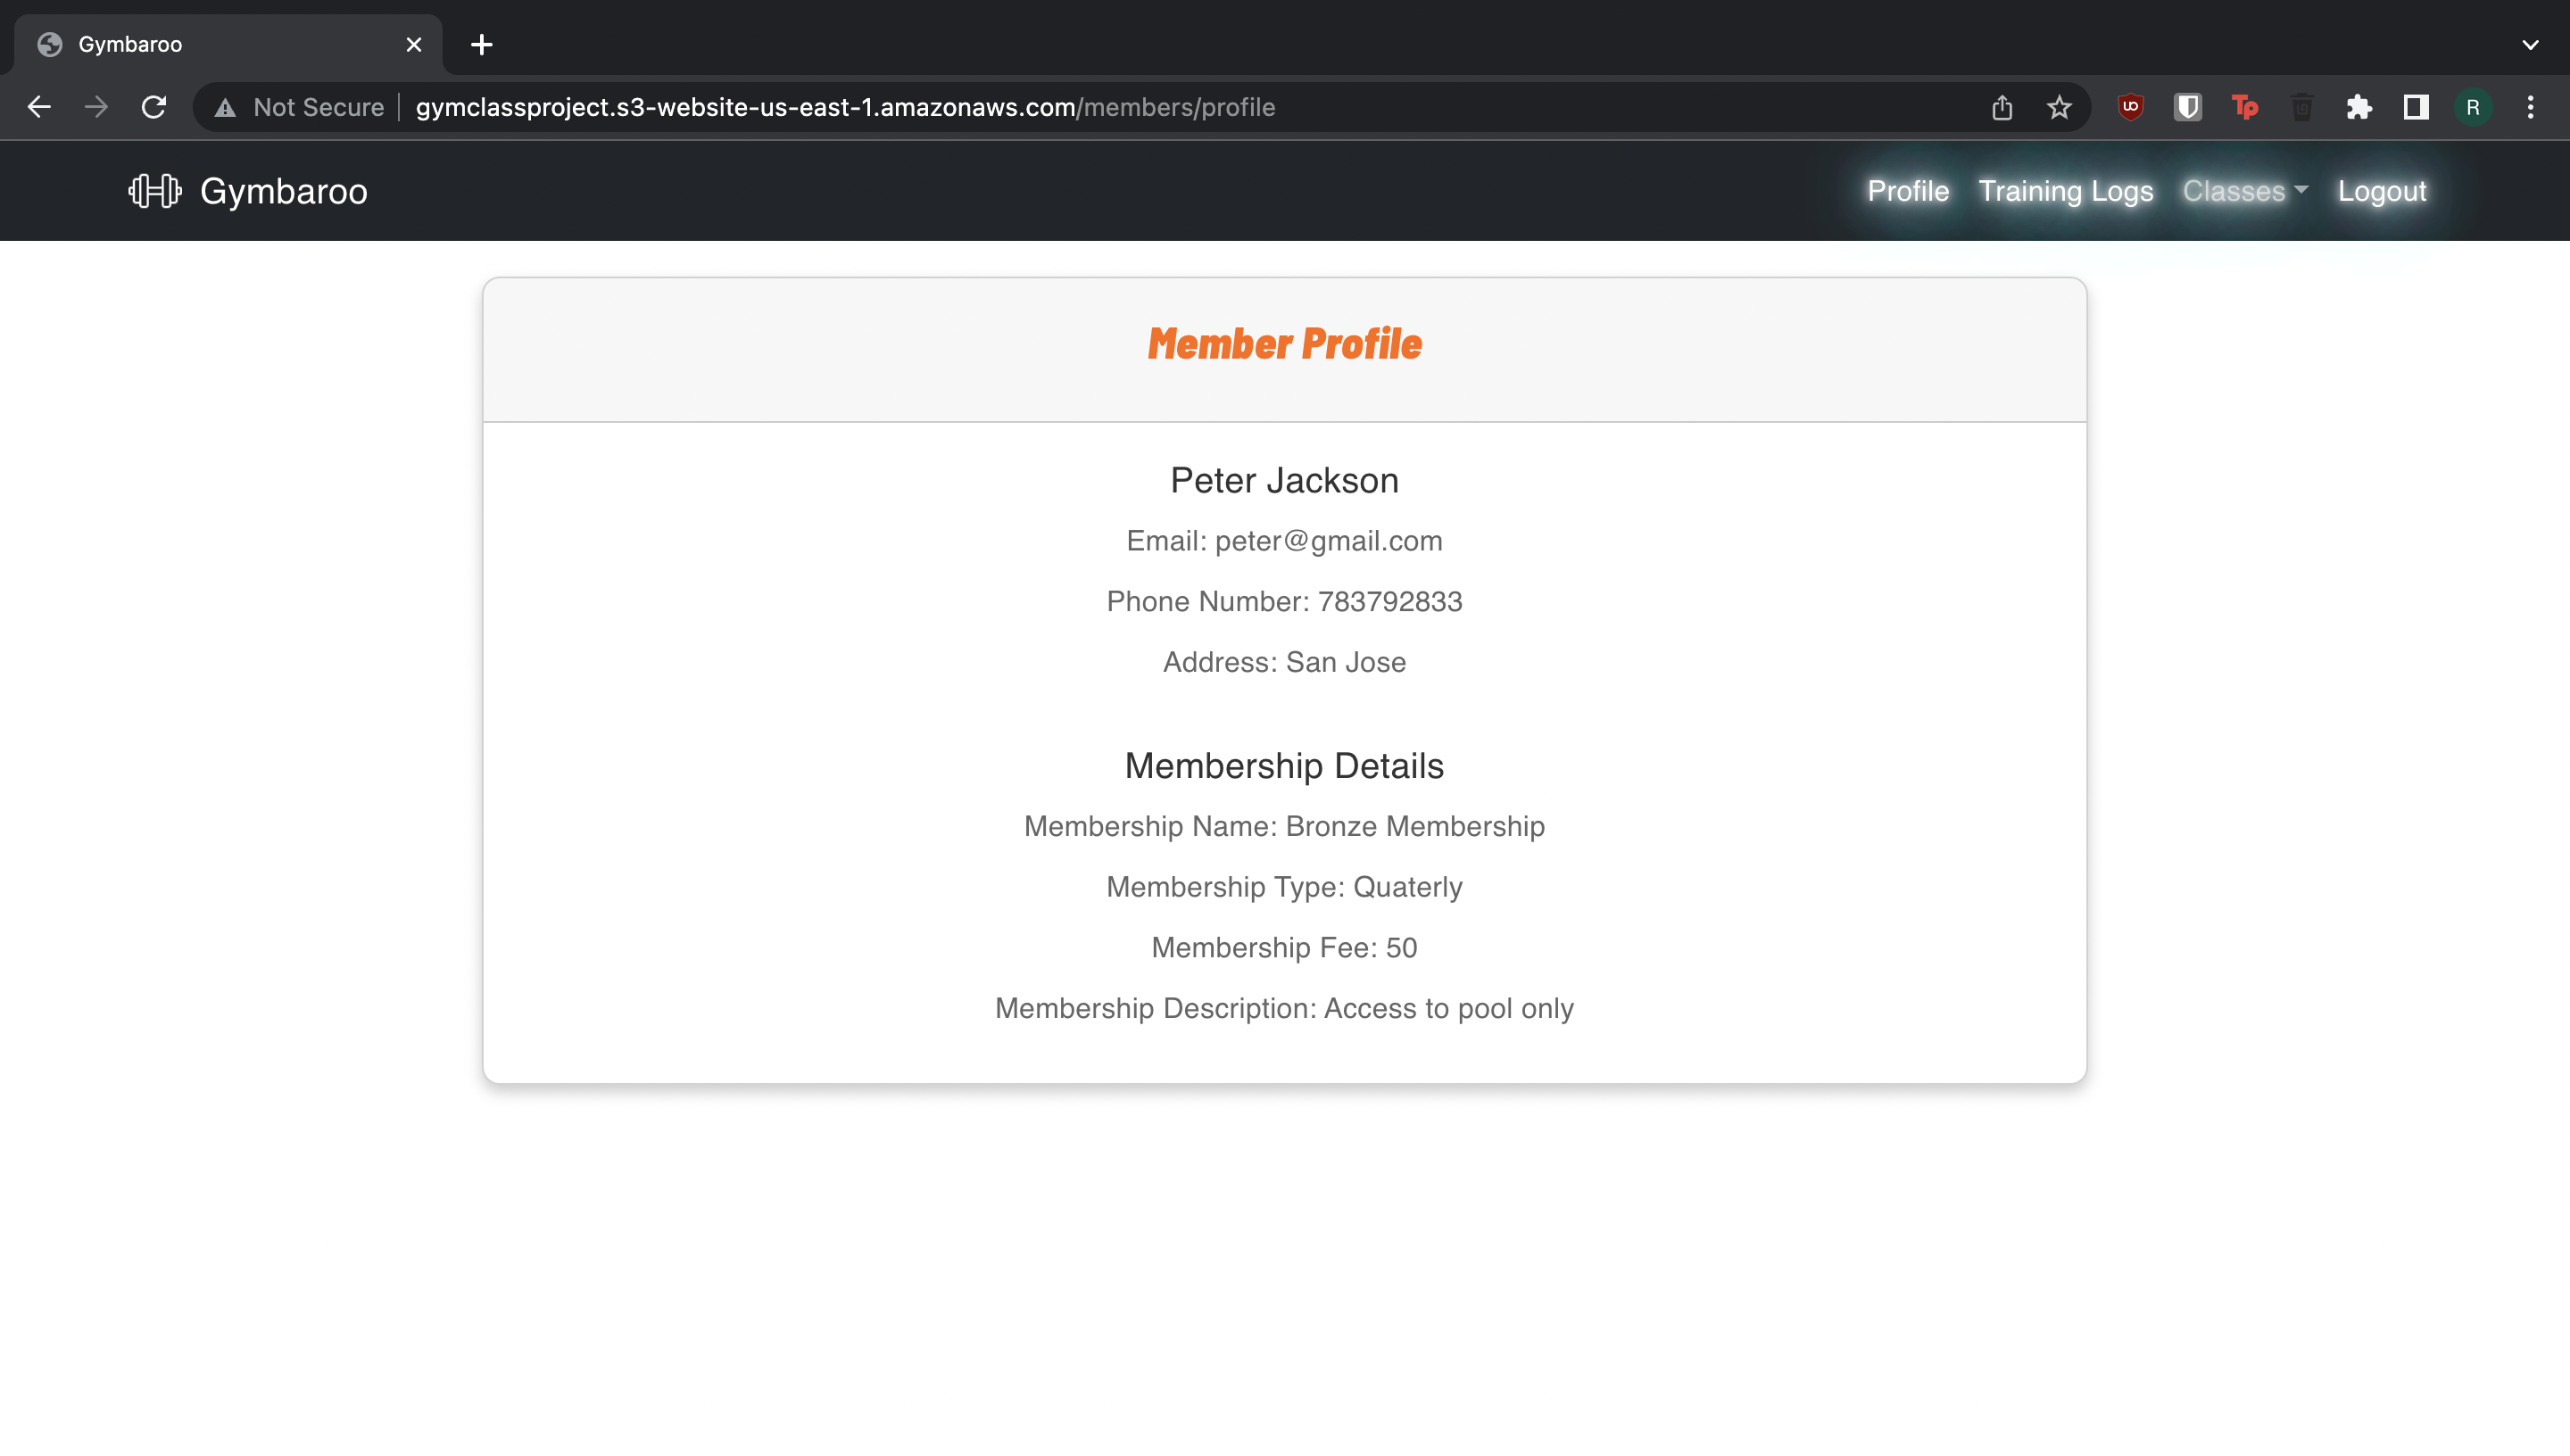 Gymbaroo
Not Secure gymclassproject.s3-website-us-east-1.amazonaws.com/members/profile
uo
Tp
R
Gymbaroo
Profile Training Logs Classes Logout
Member Profile
Peter Jackson
Email: peter@gmail.com
Phone Number: 783792833
Address: San Jose
Membership Details
Membership Name: Bronze Membership
Membership Type: Quaterly
Membership Fee: 50
Membership Description: Access to pool only